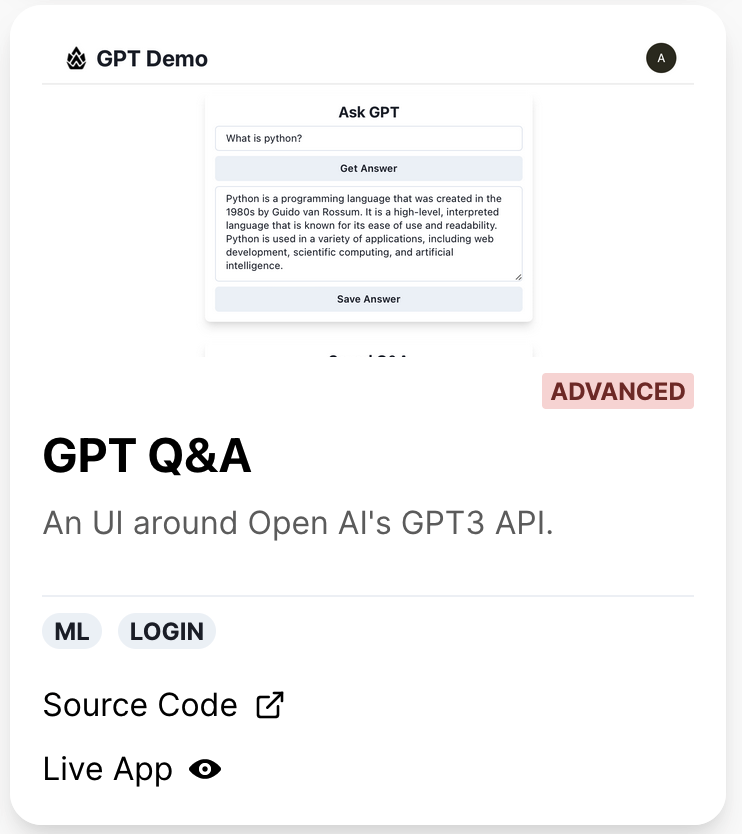 GPT Demo
A
Ask GPT
What is python?
Get Answer
Python is a programming language that was created in the
1980s by Guido van Rossum. It is a high-level, interpreted
language that is known for its ease of use and readability.
Python is used in a variety of applications, including web
development, scientific computing, and artificial
intelligence.
Save Answer
ADVANCED
GPT Q&A
An UI around Open AI's GPT3 API.
ML LOGIN
Source Code
Live App